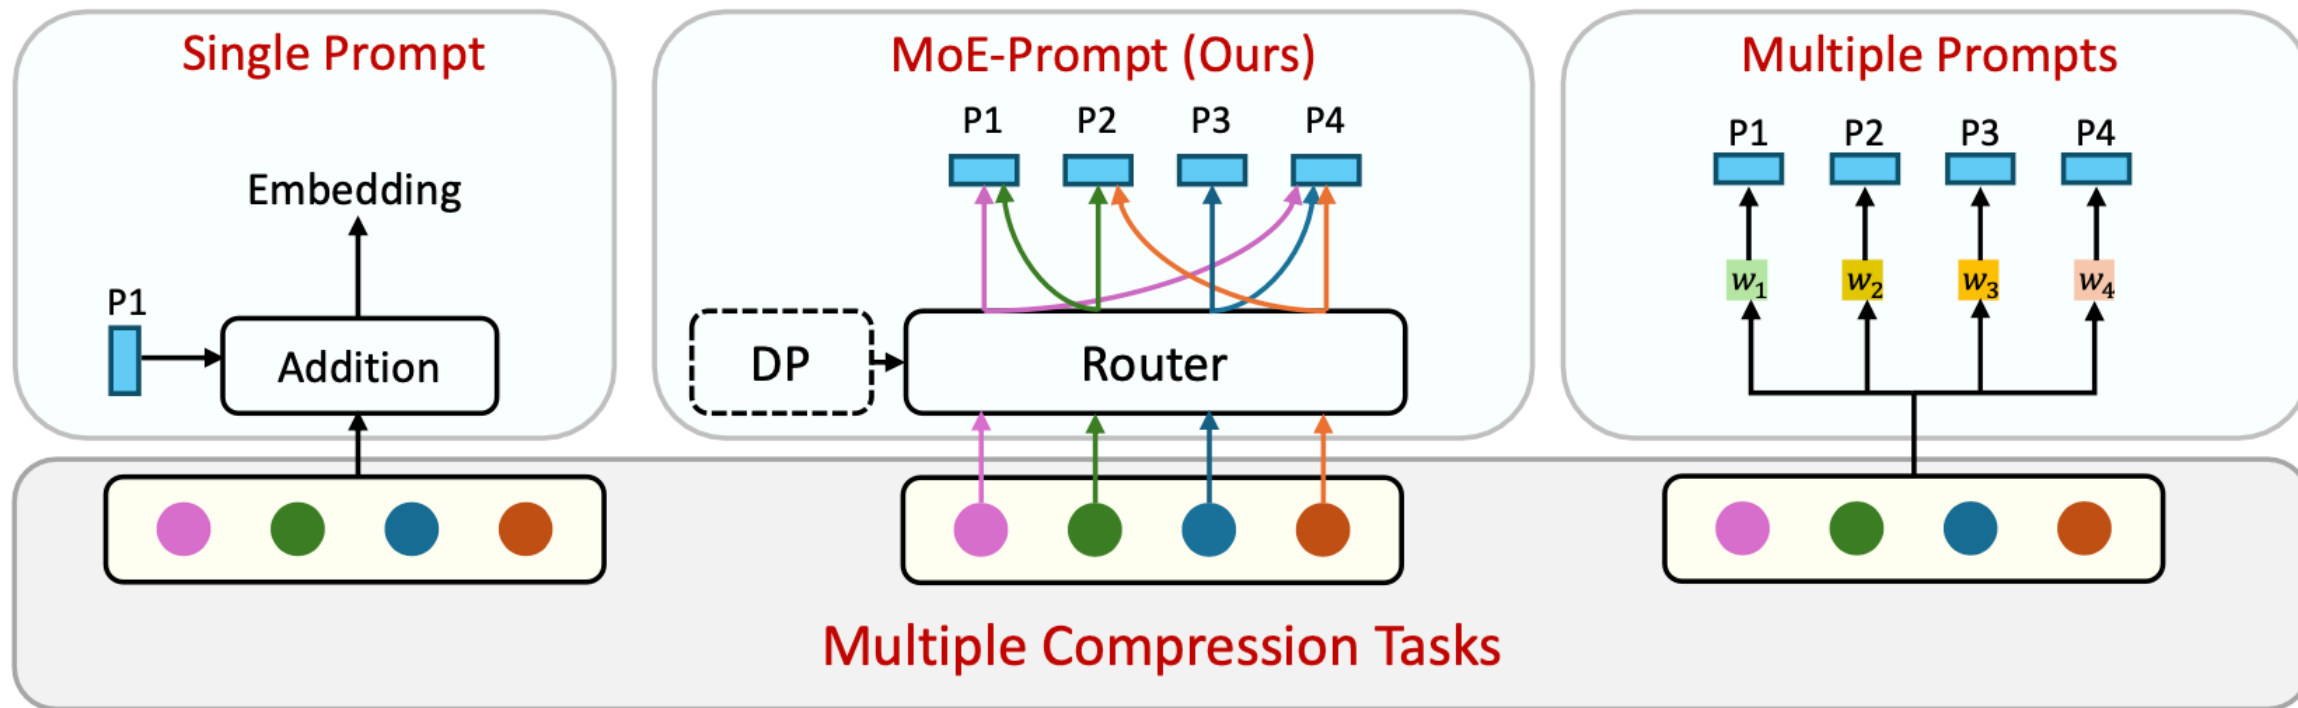 Single Prompt
Embedding
P1
Addition
MoE-Prompt (Ours)
P1 P2 P3 P4
DP
Router
Multiple Prompts
P1 P2 P3 P4
w1 w2 w3 w4
Multiple Compression Tasks